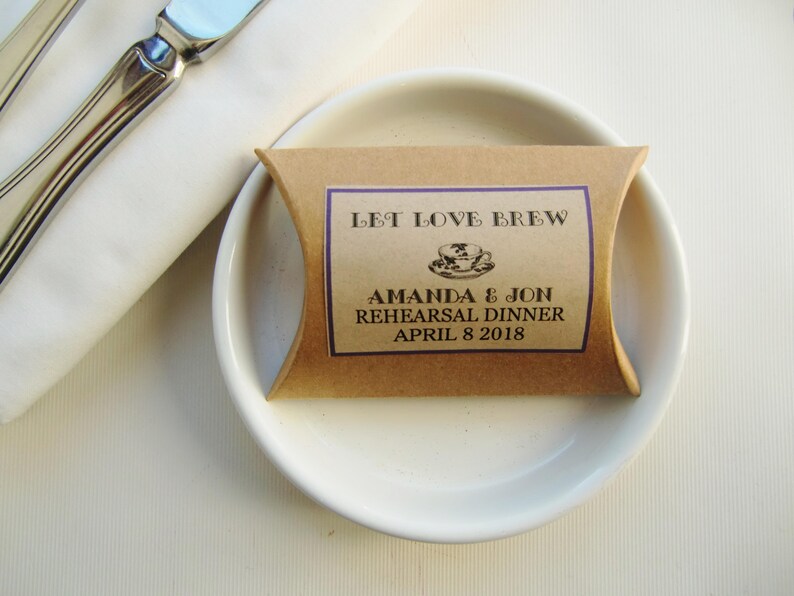 LET LOVE BREW
AMANDA & JON
REHEARSAL DINNER
APRIL 8 2018